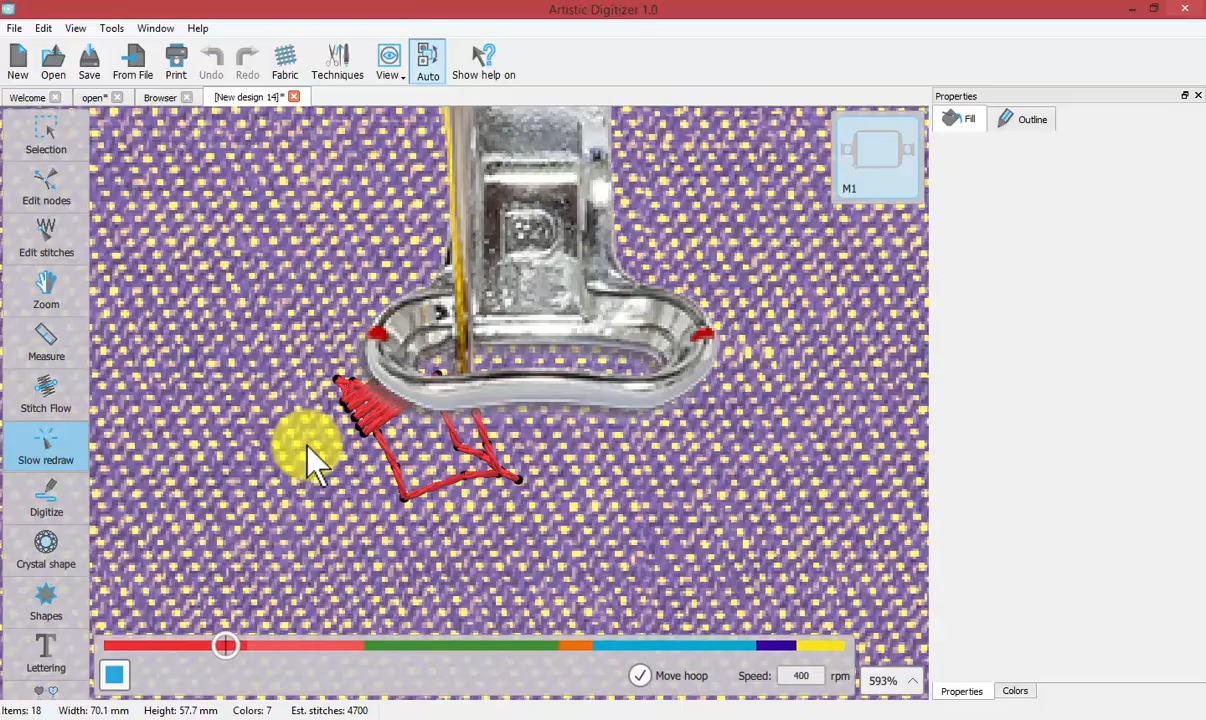 Artistic Digitizer 1.0
File Edit View Tools Window Help
New Open Save From File Print Undo Redo Fabric Techniques View Auto Show help on
Welcome open* Browser [New design 14]*
Properties
Fill Outline
Selection
M1
Edit nodes
Edit stitches
Zoom
Measure
Stitch Flow
Slow redraw
Digitize
Crystal shape
Shapes
Lettering
Move hoop Speed: 400 rpm 593%
Properties Colors
Items: 18 Width: 70.1 mm Height: 57.7 mm Colors: 7 Est. stitches: 4700